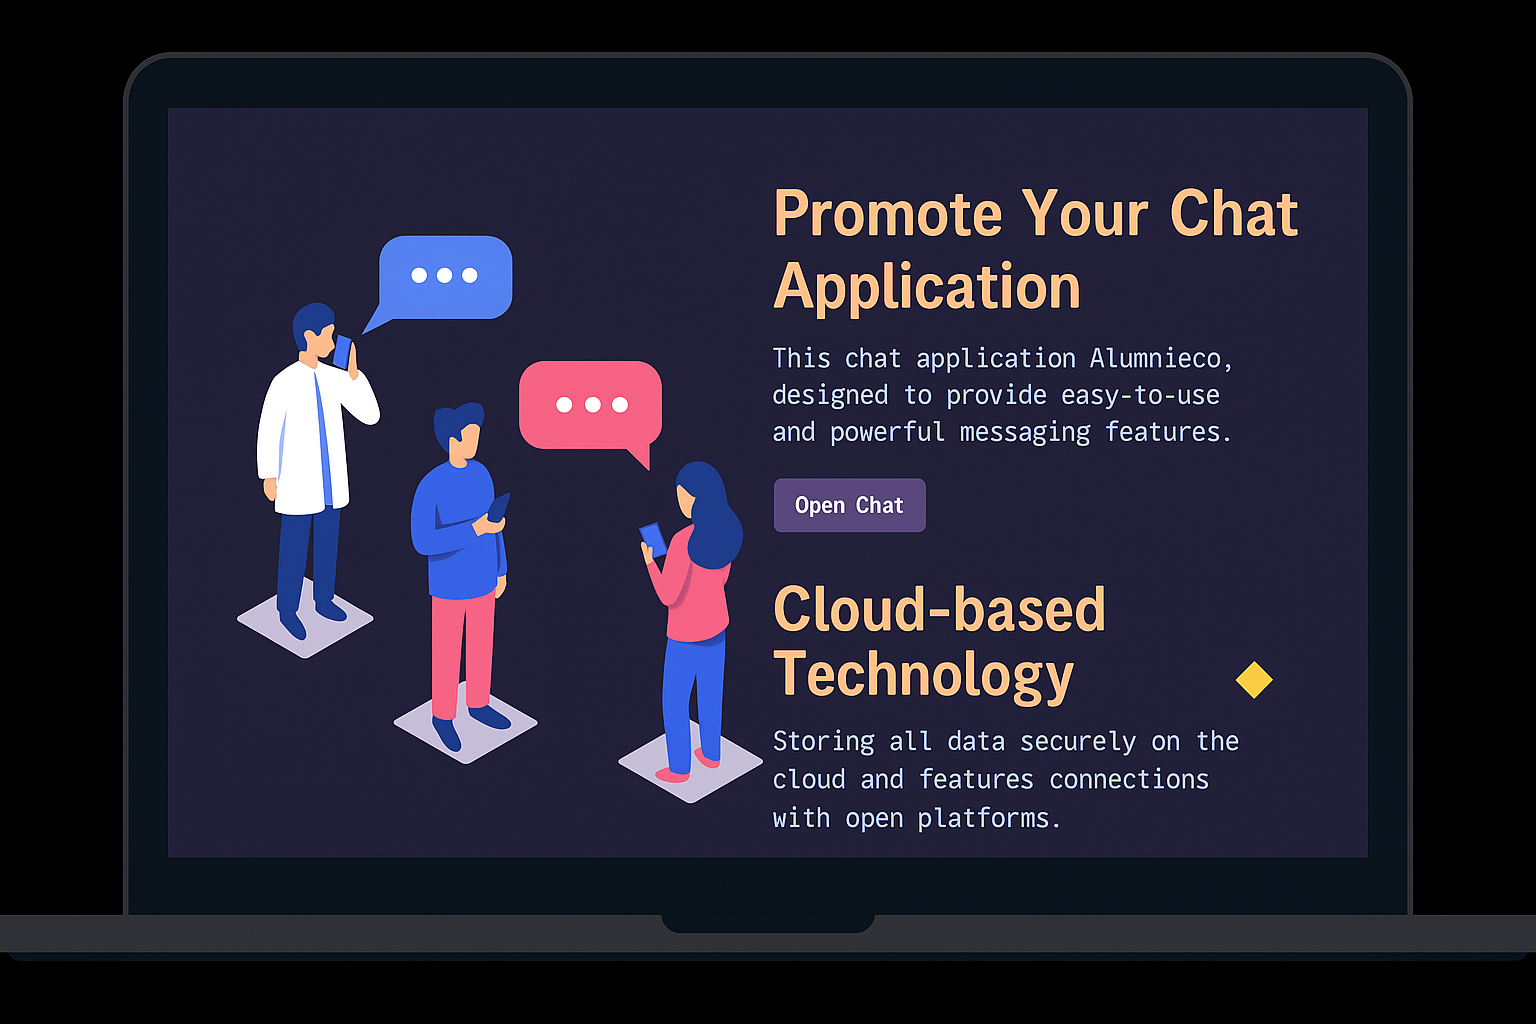 Promote Your Chat
Application
This chat application Alumnieco,
designed to provide easy-to-use
and powerful messaging features.
Open Chat
Cloud-based
Technology
Storing all data securely on the
cloud and features connections
with open platforms.